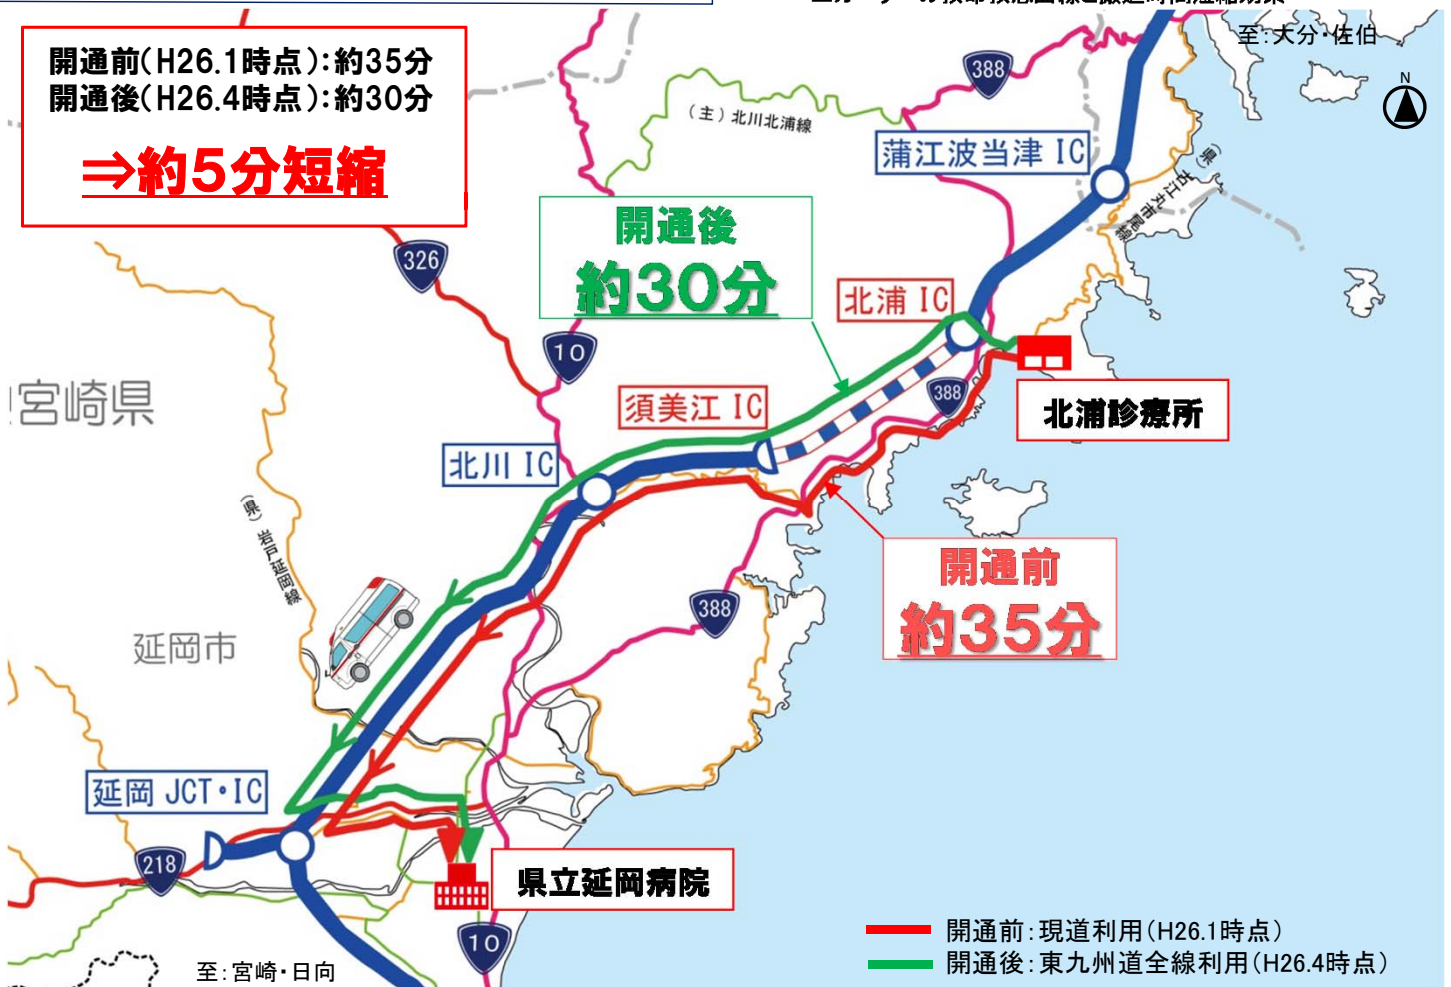 至：大分・佐伯
開通前（H26.1時点）：約35分
開通後（H26.4時点）：約30分
⇒約5分短縮
N
388
（主）北川北浦線
蒲江波当津 IC
（県）古江丸市尾線
開通後
約30分
326
北浦 IC
10
宮崎県
須美江 IC
388
北浦診療所
北川 IC
（県）岩戸延岡線
開通前
約35分
388
延岡市
延岡 JCT・IC
218
県立延岡病院
10
開通前：現道利用（H26.1時点）
開通後：東九州道全線利用（H26.4時点）
至：宮崎・日向